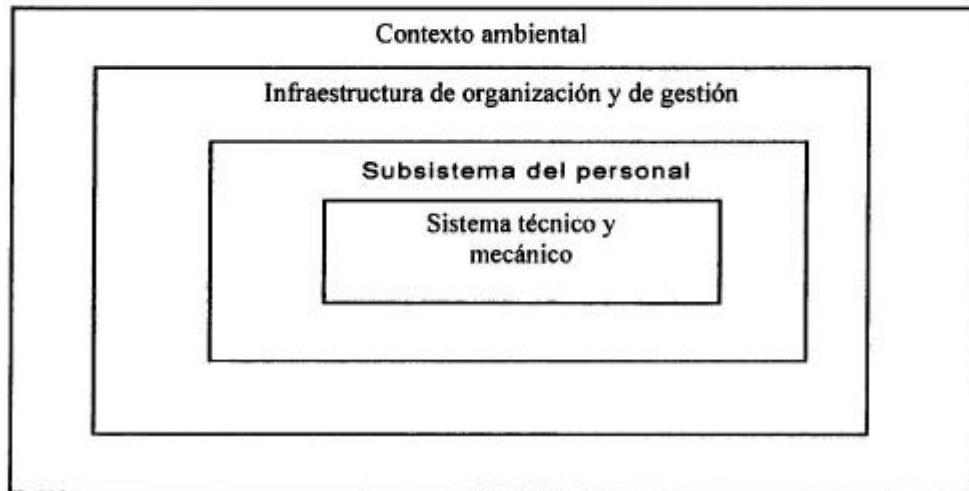 Contexto ambiental
Infraestructura de organización y de gestión
Subsistema del personal
Sistema técnico y
mecánico